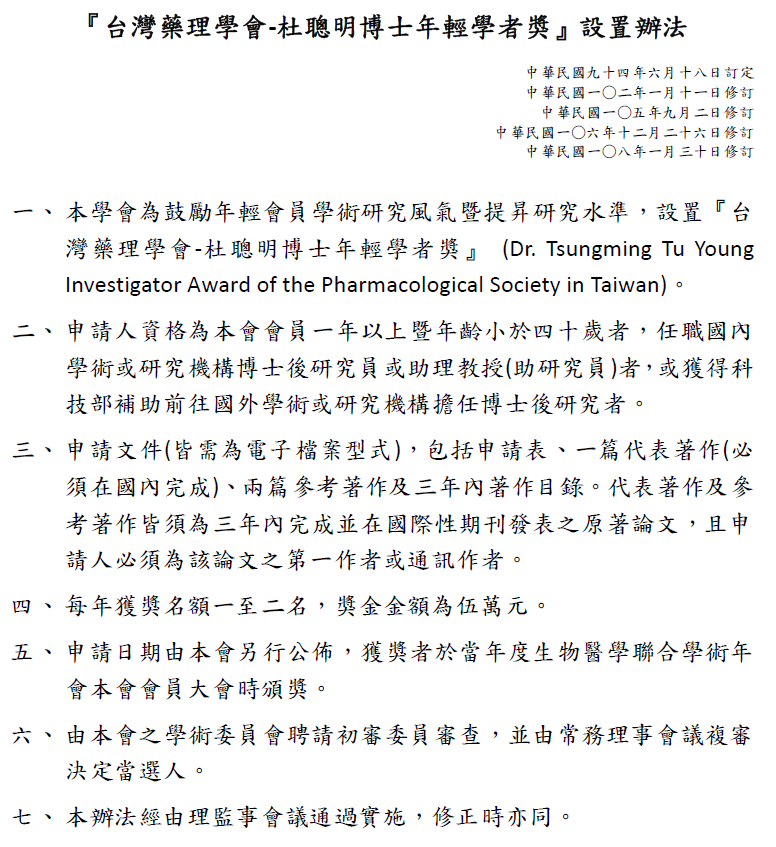 『台灣藥理學會-杜聰明博士年輕學者獎』設置辦法
中華民國九十四年六月十八日訂定
中華民國一〇二年一月十一日修訂
中華民國一〇五年九月二日修訂
中華民國一〇六年十二月二十六日修訂
中華民國一〇八年一月三十日修訂
一、本學會為鼓勵年輕會員學術研究風氣暨提昇研究水準，設置『台
灣藥理學會-杜聰明博士年輕學者獎』 (Dr. Tsungming Tu Young
Investigator Award of the Pharmacological Society in Taiwan)。
二、申請人資格為本會會員一年以上暨年齡小於四十歲者，任職國內
學術或研究機構博士後研究員或助理教授(助研究員)者，或獲得科
技部補助前往國外學術或研究機構擔任博士後研究者。
三、申請文件(皆需為電子檔案型式)，包括申請表、一篇代表著作(必
須在國內完成)、兩篇參考著作及三年內著作目錄。代表著作及參
考著作皆須為三年內完成並在國際性期刊發表之原著論文，且申
請人必須為該論文之第一作者或通訊作者。
四、每年獲獎名額一至二名，獎金金額為伍萬元。
五、申請日期由本會另行公佈，獲獎者於當年度生物醫學聯合學術年
會本會會員大會時頒獎。
六、由本會之學術委員會聘請初審委員審查，並由常務理事會議複審
決定當選人。
七、本辦法經由理監事會議通過實施，修正時亦同。